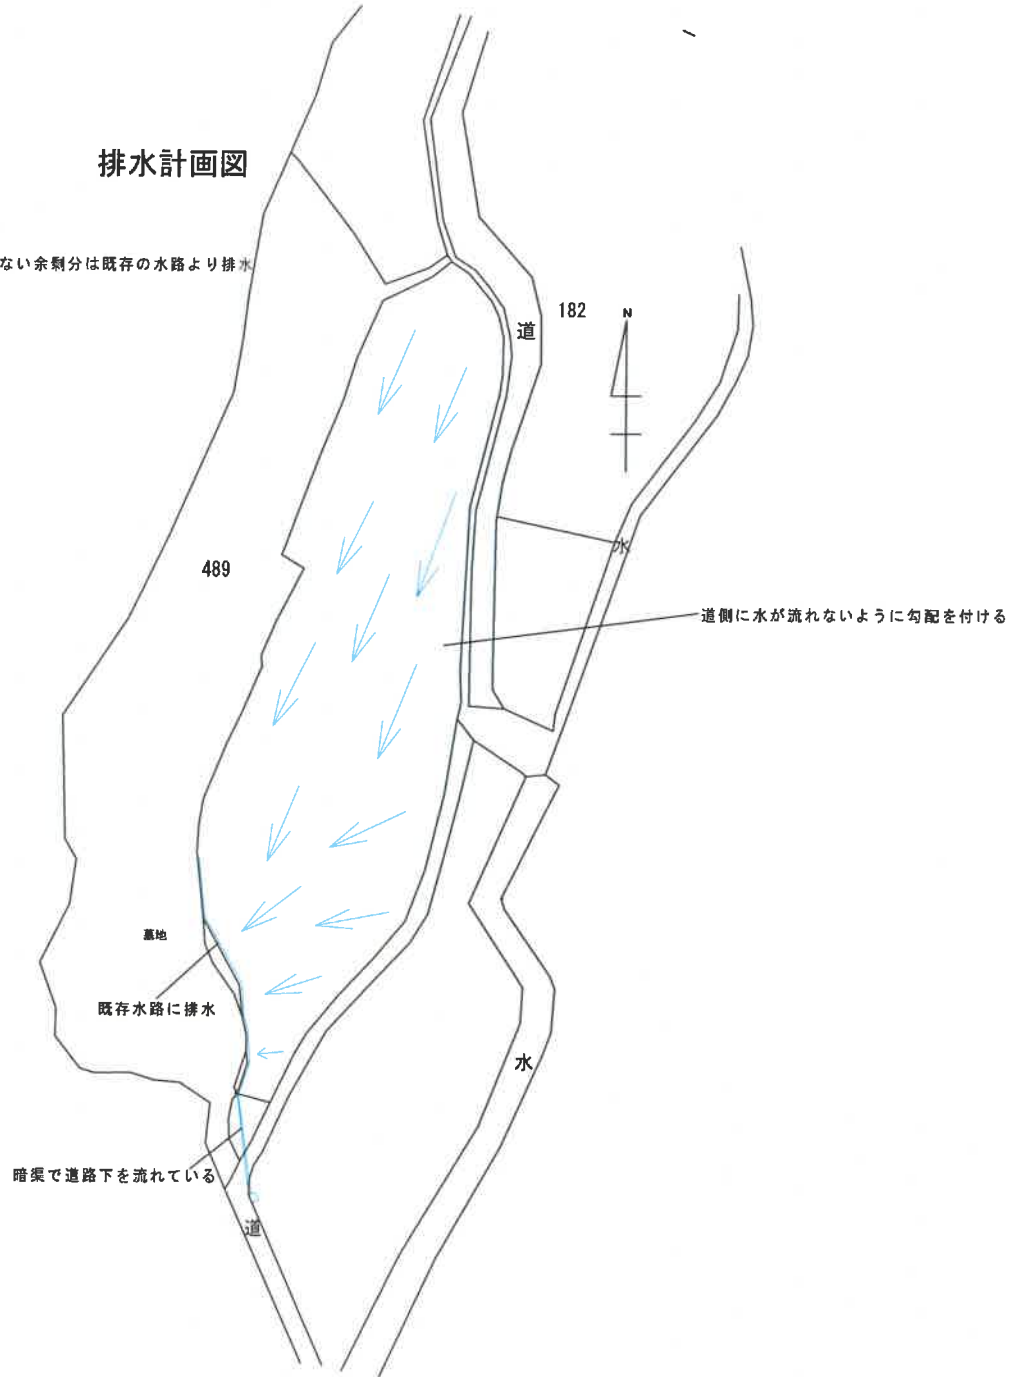 排水計画図
ない余剰分は既存の水路より排水
182
N
道
水
489
道側に水が流れないように勾配を付ける
墓地
既存水路に排水
水
暗渠で道路下を流れている
道